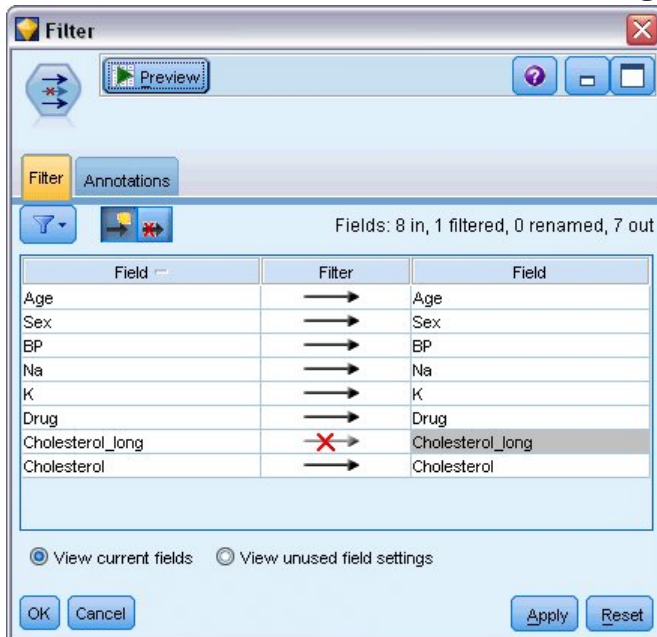 Filter
Preview
Filter Annotations
Fields: 8 in, 1 filtered, 0 renamed, 7 out
Field Filter Field
Age Age
Sex Sex
BP BP
Na Na
K K
Drug Drug
Cholesterol_long Cholesterol_long
Cholesterol Cholesterol
View current fields View unused field settings
OK Cancel Apply Reset